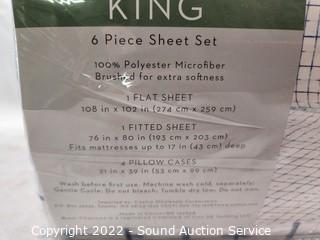 KING
6 Piece Sheet Set
100% Polyester Microfiber
Brushed for extra softness
1 FLAT SHEET
108 in x 102 in (274 cm x 259 cm)
1 FITTED SHEET
76 in x 80 in (193 cm x 203 cm)
Fits mattresses up to 17 in (43 cm) deep
4 PILLOW CASES
21 in x 39 in (53 cm x 99 cm)
Wash before first use. Machine wash cold, separately;
Gentle Cycle. Do not bleach; Tumble dry low. Do not iron.
Copyright 2022 - Sound Auction Service